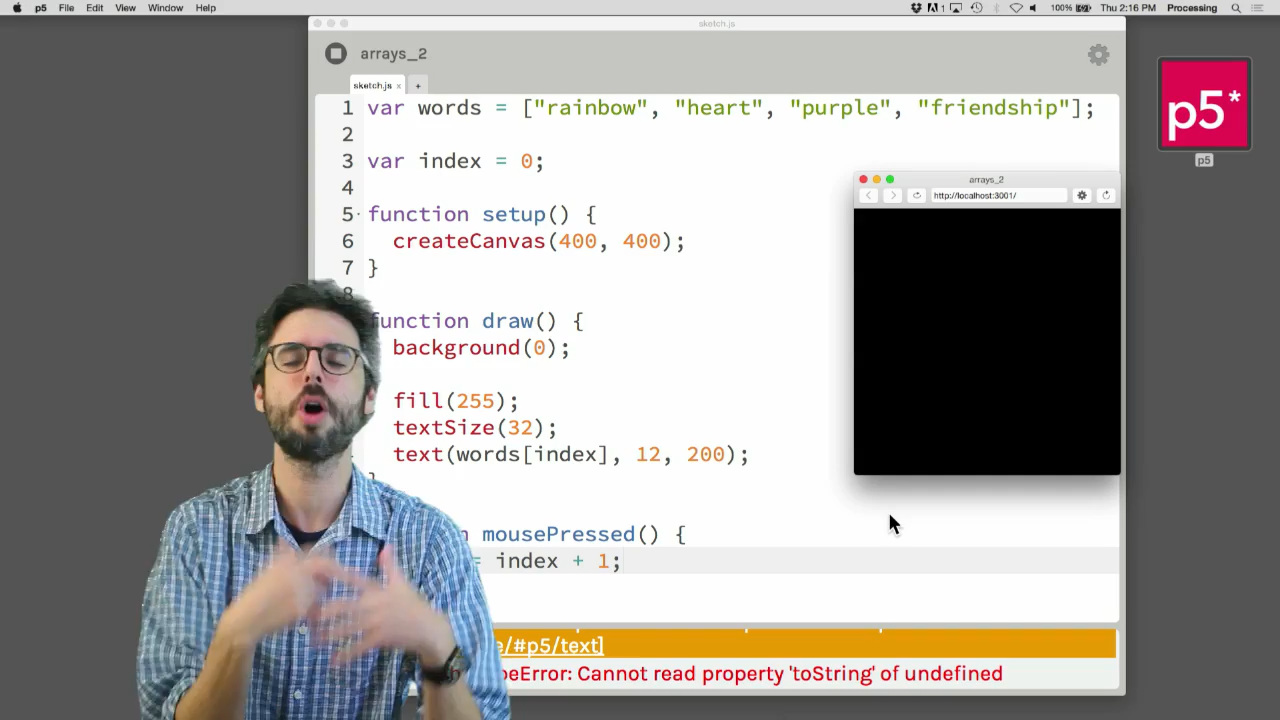 p5 File Edit View Window Help
1 100% Thu 2:16 PM Processing
sketch.js
arrays_2
sketch.js x +
1 var words = ["rainbow", "heart", "purple", "friendship"];
2
3 var index = 0;
4
5 function setup() {
6 createCanvas(400, 400);
7 }
8
function draw() {
background(0);
fill(255);
textSize(32);
text(words[index], 12, 200);
mousePressed() {
= index + 1;
e/#p5/text]
peError: Cannot read property 'toString' of undefined
arrays_2
http://localhost:3001/
p5*
p5